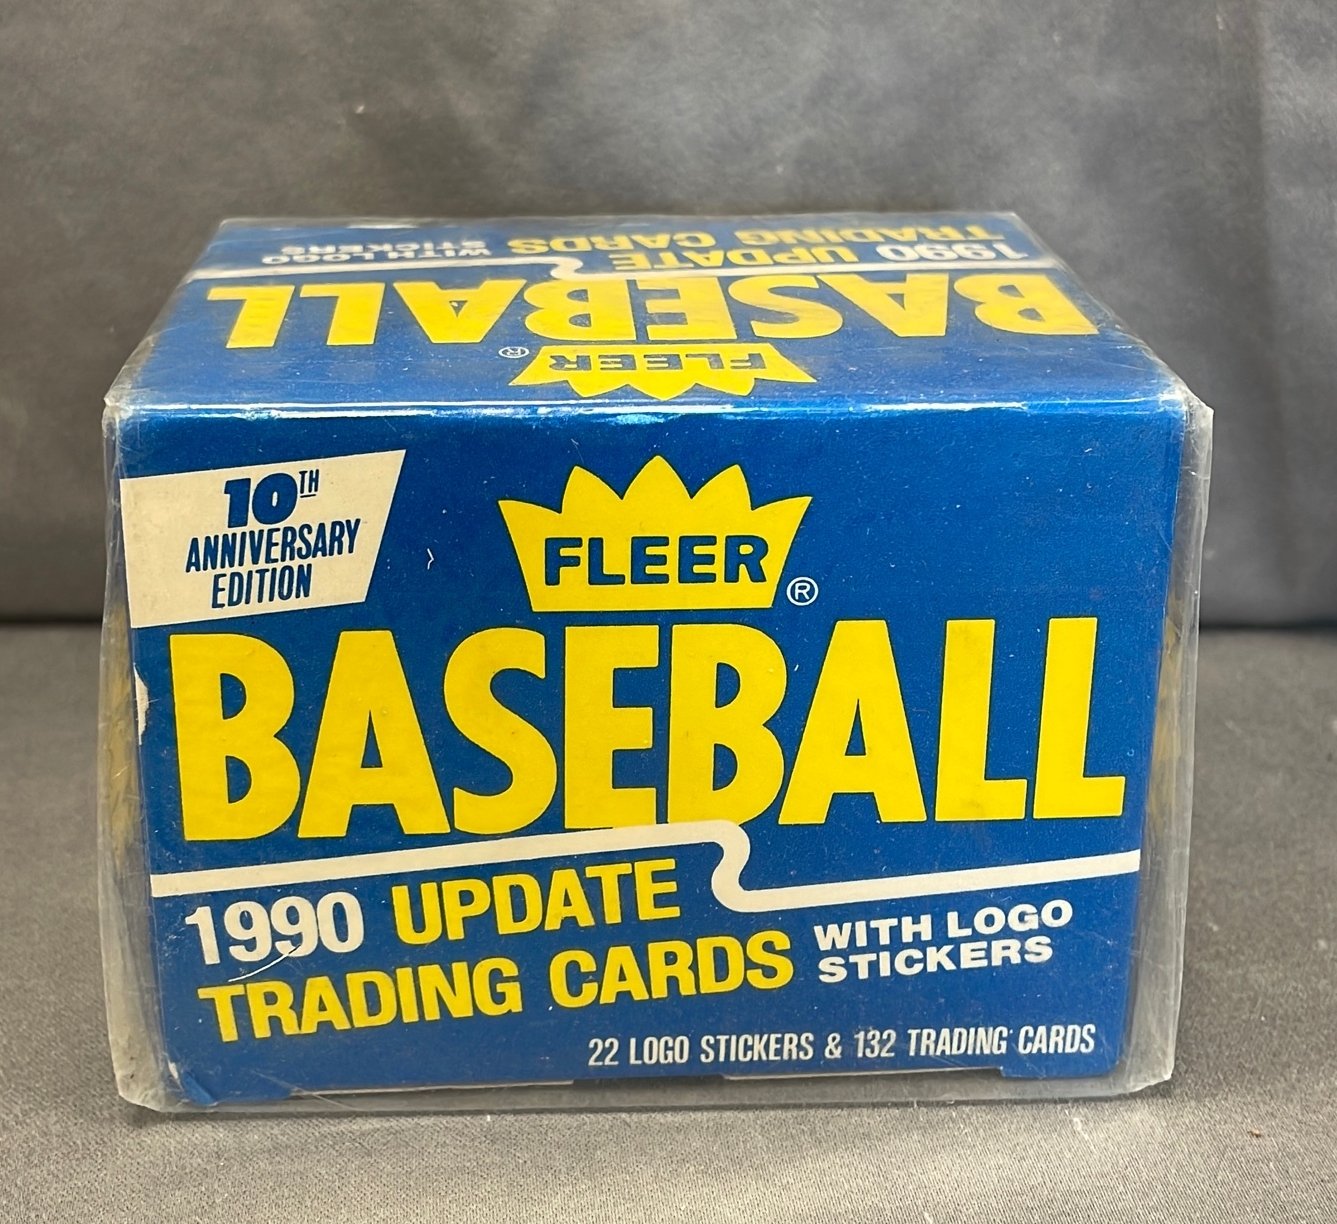 1990 UPDATE
TRADING CARDS
WITH LOGO
STICKERS
BASEBALL
FLEER ®
10TH
ANNIVERSARY
EDITION
FLEER ®
BASEBALL
1990 UPDATE
TRADING CARDS
WITH LOGO
STICKERS
22 LOGO STICKERS & 132 TRADING CARDS